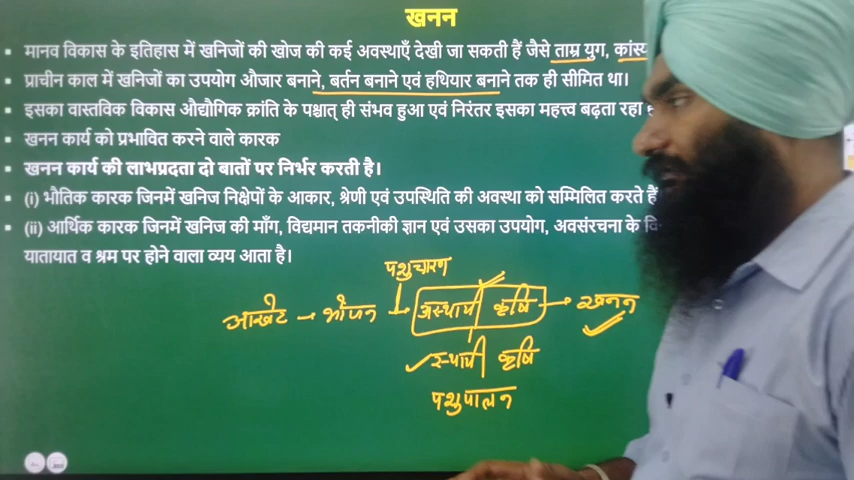 खनन
मानव विकास के इतिहास में खनिजों की खोज की कई अवस्थाएँ देखी जा सकती हैं जैसे ताम्र युग, कांस्य
प्राचीन काल में खनिजों का उपयोग औजार बनाने, बर्तन बनाने एवं हथियार बनाने तक ही सीमित था।
इसका वास्तविक विकास औद्योगिक क्रांति के पश्चात् ही संभव हुआ एवं निरंतर इसका महत्त्व बढ़ता रहा
खनन कार्य को प्रभावित करने वाले कारक
खनन कार्य की लाभप्रदता दो बातों पर निर्भर करती है।
(i) भौतिक कारक जिनमें खनिज निक्षेपों के आकार, श्रेणी एवं उपस्थिति की अवस्था को सम्मिलित करते हैं
(ii) आर्थिक कारक जिनमें खनिज की माँग, विद्यमान तकनीकी ज्ञान एवं उसका उपयोग, अवसंरचना के
यातायात व श्रम पर होने वाला व्यय आता है।
पशुचारण
आखेट → भोजन → अस्थायी कृषि → खनन
स्थायी कृषि
पशुपालन